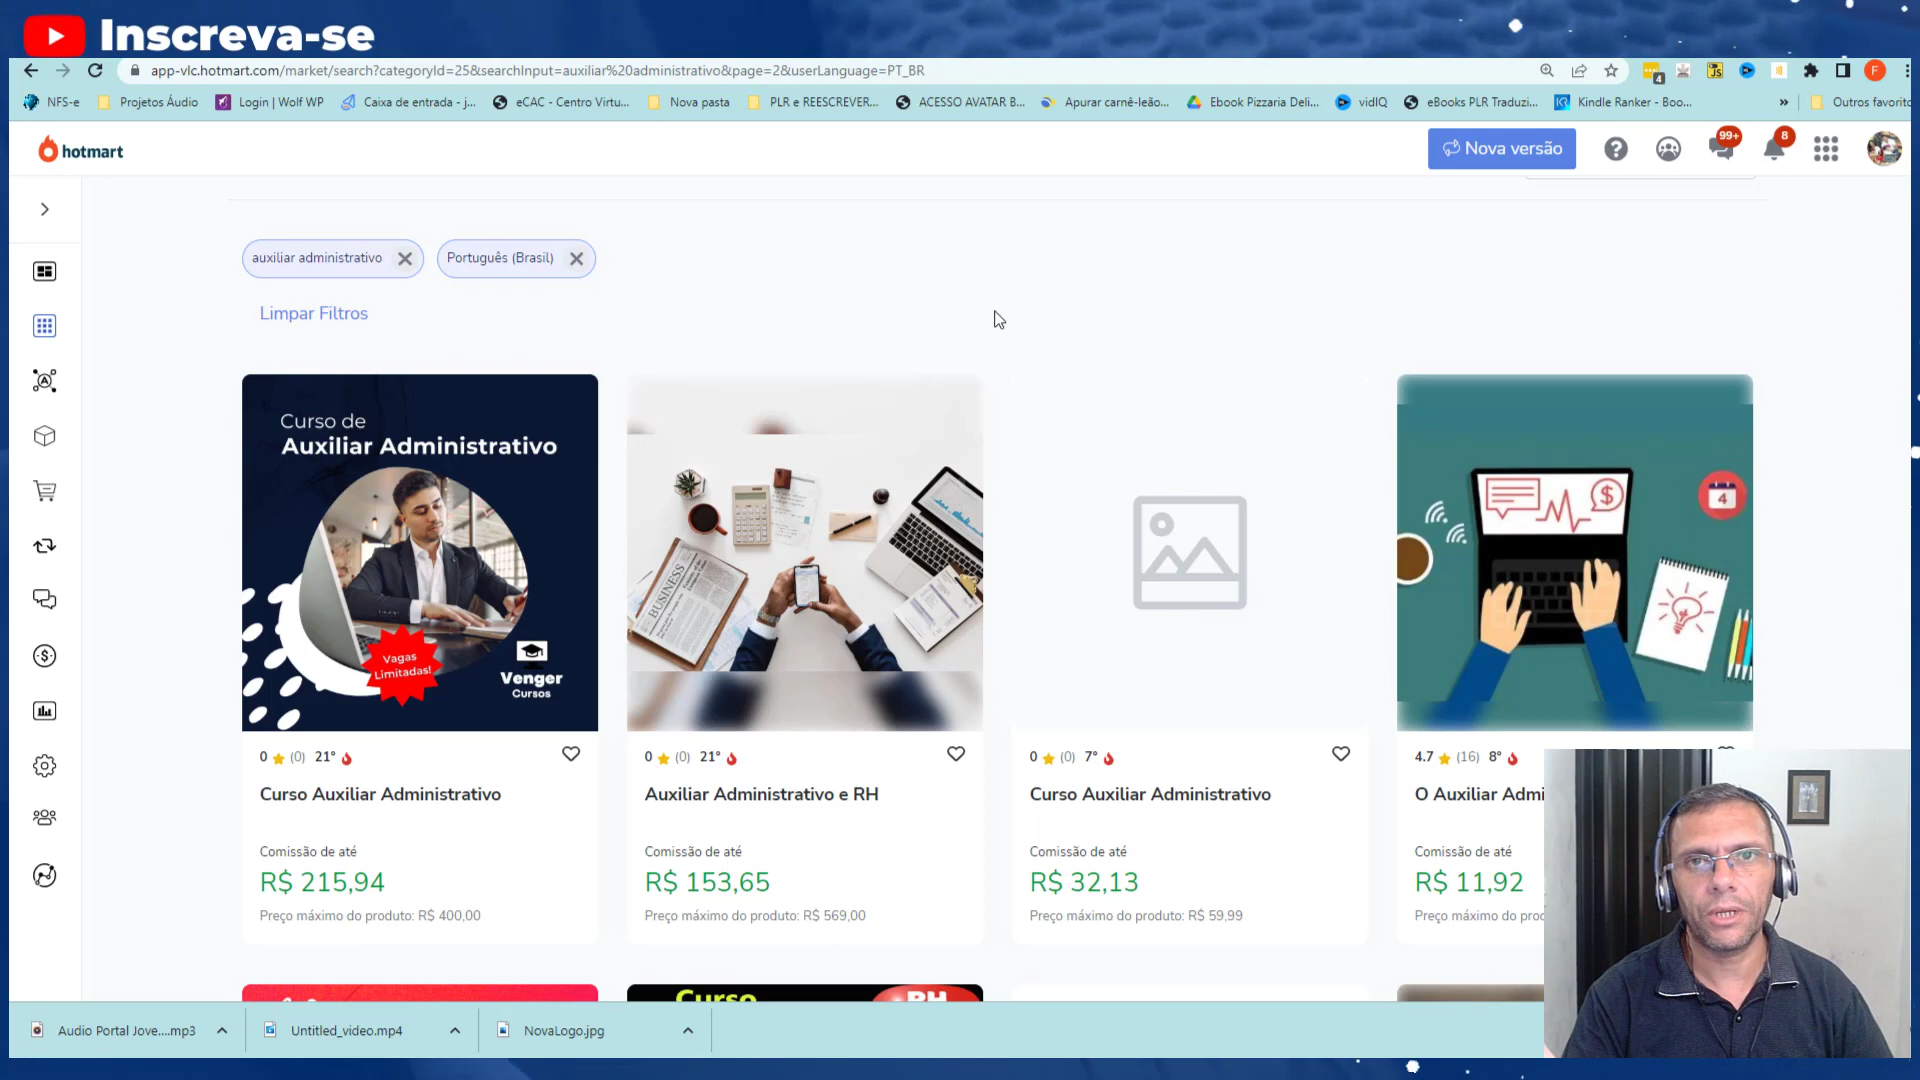 Inscreva-se
app-vlc.hotmart.com/market/search?categoryId=25&searchInput=auxiliar%20administrativo&page=2&userLanguage=PT_BR
4
JS
F
NFS-e
Projetos Áudio
Login | Wolf WP
Caixa de entrada - j...
eCAC - Centro Virtu...
Nova pasta
PLR e REESCREVER...
ACESSO AVATAR B...
Apurar carnê-leão...
Ebook Pizzaria Deli...
vidIQ
eBooks PLR Traduzi...
Kindle Ranker - Boo...
»
Outros favorito
hotmart
Nova versão
99+
8
auxiliar administrativo
Português (Brasil)
Limpar Filtros
Curso de
Auxiliar Administrativo
Vagas
Limitadas!
Venger
Cursos
BUSINESS
4
0 (0) 21°
0 (0) 21°
0 (0) 7°
4.7 (16) 8°
Curso Auxiliar Administrativo
Auxiliar Administrativo e RH
Curso Auxiliar Administrativo
O Auxiliar Admi
Comissão de até
Comissão de até
Comissão de até
Comissão de até
R$ 215,94
R$ 153,65
R$ 32,13
R$ 11,92
Preço máximo do produto: R$ 400,00
Preço máximo do produto: R$ 569,00
Preço máximo do produto: R$ 59,99
Preço máximo do proc
Curso
RH
Audio Portal Jove....mp3
Untitled_video.mp4
NovaLogo.jpg